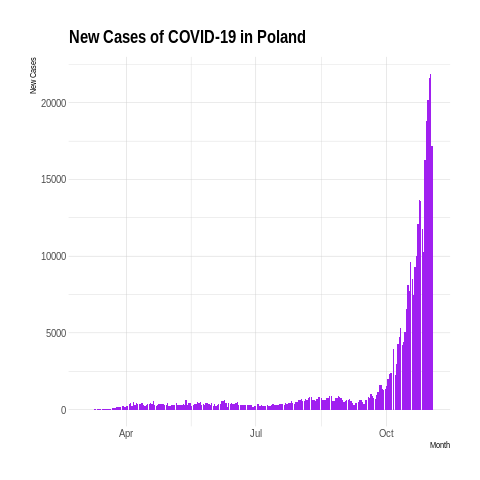 New Cases of COVID-19 in Poland
New Cases
20000
15000
10000
5000
0
Apr
Jul
Oct
Month